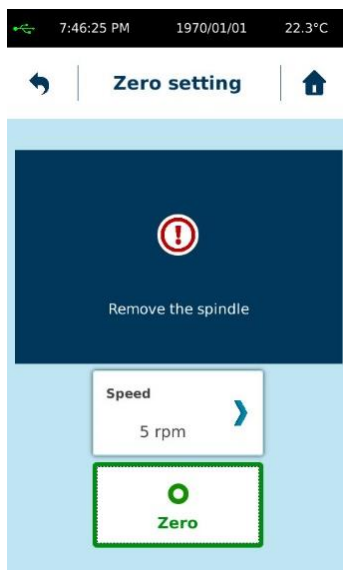 7:46:25 PM 1970/01/01 22.3°C
Zero setting
Remove the spindle
Speed
5 rpm
Zero